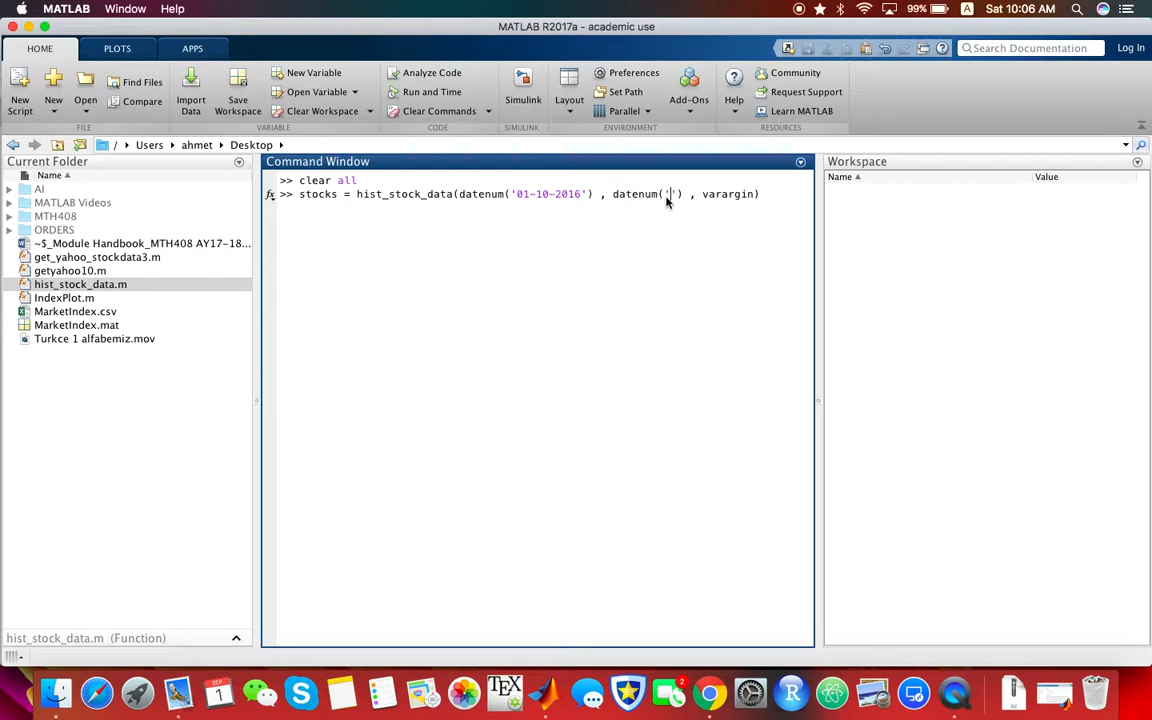 MATLAB Window Help
99% A Sat 10:06 AM
MATLAB R2017a - academic use
HOME PLOTS APPS
Search Documentation Log In
New Script
New
Open
Find Files
Compare
Import Data
Save Workspace
New Variable
Open Variable
Clear Workspace
Analyze Code
Run and Time
Clear Commands
Simulink
Layout
Preferences
Set Path
Parallel
Add-Ons
Help
Community
Request Support
Learn MATLAB
FILE VARIABLE CODE SIMULINK ENVIRONMENT RESOURCES
/ Users ahmet Desktop
Current Folder
Name
AI
MATLAB Videos
MTH408
ORDERS
~$_Module Handbook_MTH408 AY17-18...
get_yahoo_stockdata3.m
getyahoo10.m
hist_stock_data.m
IndexPlot.m
MarketIndex.csv
MarketIndex.mat
Turkce 1 alfabemiz.mov
hist_stock_data.m (Function)
Command Window
>> clear all
fx >> stocks = hist_stock_data(datenum('01-10-2016') , datenum('') , varargin)
Workspace
Name Value
SEP 1
TEX
2
R